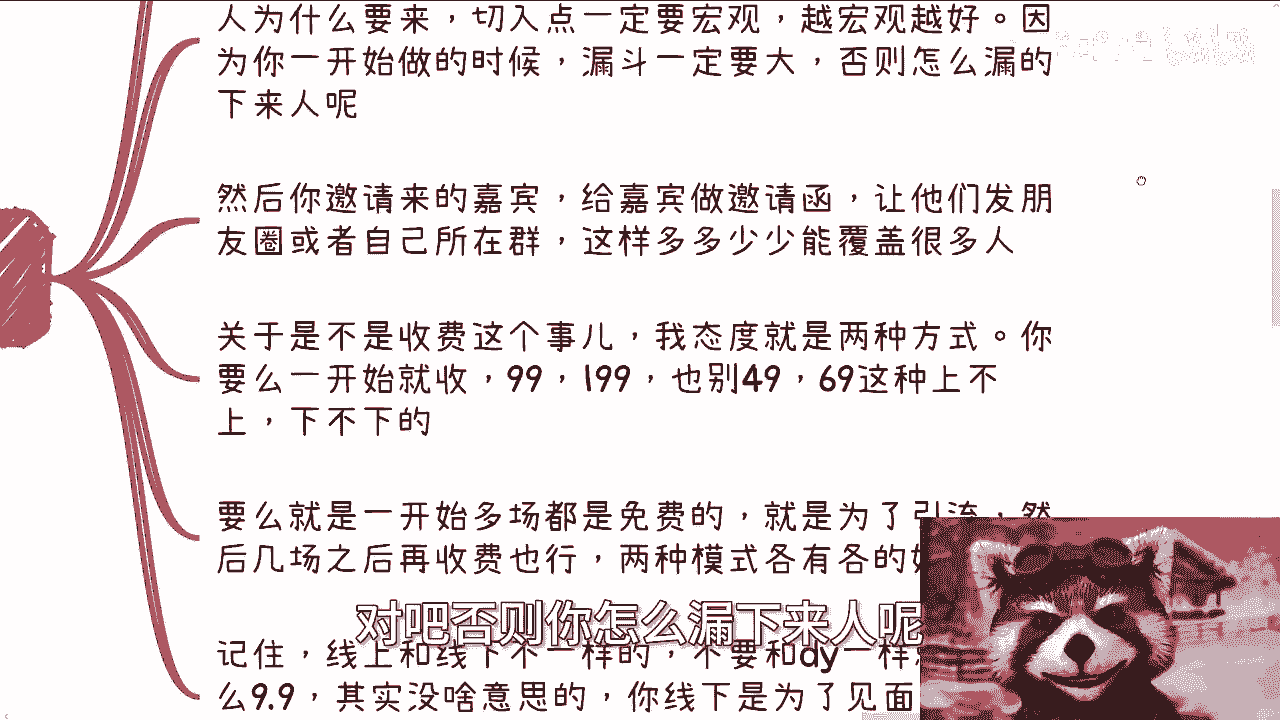 人为什么要来，切入点一定要宏观，越宏观越好。因
为你一开始做的时候，漏斗一定要大，否则怎么漏的
下来人呢
然后你邀请来的嘉宾，给嘉宾做邀请函，让他们发朋
友圈或者自己所在群，这样多多少少能覆盖很多人
关于是不是收费这个事儿，我态度就是两种方式。你
要么一开始就收，99，199，也别49，69这种上不
上，下不下的
要么就是一开始多场都是免费的，就是为了引流，然
后几场之后再收费也行，两种模式各有各的
对吧否则你怎么漏下来人呢
记住，线上和线下不一样的，不要和dy一样
么9.9，其实没啥意思的，你线下是为了见面